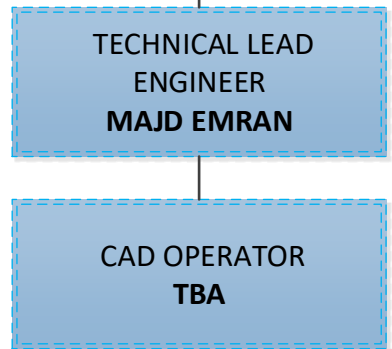 TECHNICAL LEAD
ENGINEER
MAJD EMRAN
CAD OPERATOR
TBA